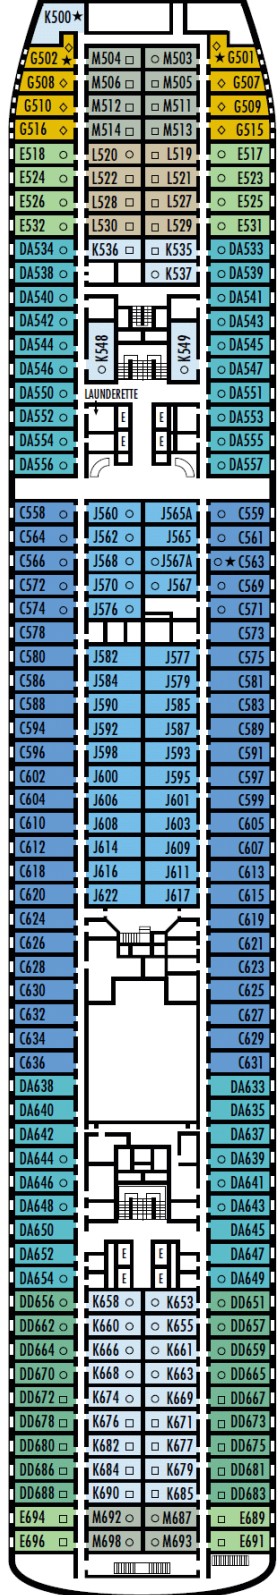 K500★
G502 ★ M504 M503 ★ G501
G508 M506 M505 G507
G510 M512 M511 G509
G516 M514 M513 G515
E518 L520 L519 E517
E524 L522 L521 E523
E526 L528 L527 E525
E532 L530 L529 E531
DA534 K536 K535 DA533
DA538 K537 DA539
DA540 DA541
DA542 DA543
DA544 K548 K549 DA545
DA546 DA547
DA550 LAUNDERETTE DA551
DA552 E E DA553
DA554 E E DA555
DA556 DA557
C558 J560 J565A C559
C564 J562 J565 C561
C566 J568 J567A ★ C563
C572 J570 J567 C569
C574 J576 C571
C578 C573
C580 J582 J577 C575
C586 J584 J579 C581
C588 J590 J585 C583
C594 J592 J587 C589
C596 J598 J593 C591
C602 J600 J595 C597
C604 J606 J601 C599
C610 J608 J603 C605
C612 J614 J609 C607
C618 J616 J611 C613
C620 J622 J617 C615
C624 C619
C626 C621
C628 C623
C630 C625
C632 C627
C634 C629
C636 C631
DA638 DA633
DA640 DA635
DA642 DA637
DA644 DA639
DA646 DA641
DA648 DA643
DA650 DA645
DA652 E E DA647
DA654 E E DA649
DD656 K658 K653 DD651
DD662 K660 K655 DD657
DD664 K666 K661 DD659
DD670 K668 K663 DD665
DD672 K674 K669 DD667
DD678 K676 K671 DD673
DD680 K682 K677 DD675
DD686 K684 K679 DD681
DD688 K690 K685 DD683
E694 M692 M687 E689
E696 M698 M693 E691